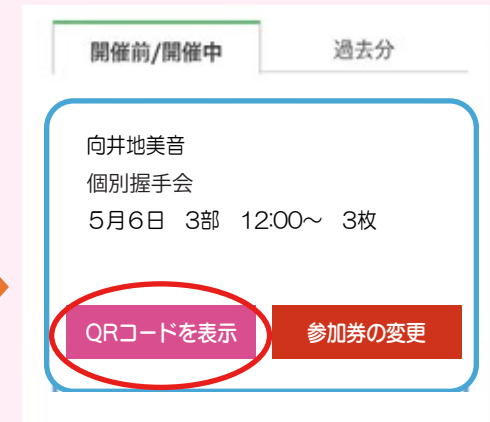 開催前/開催中 過去分
向井地美音
個別握手会
5月6日 3部 12:00〜 3枚
QRコードを表示 参加券の変更